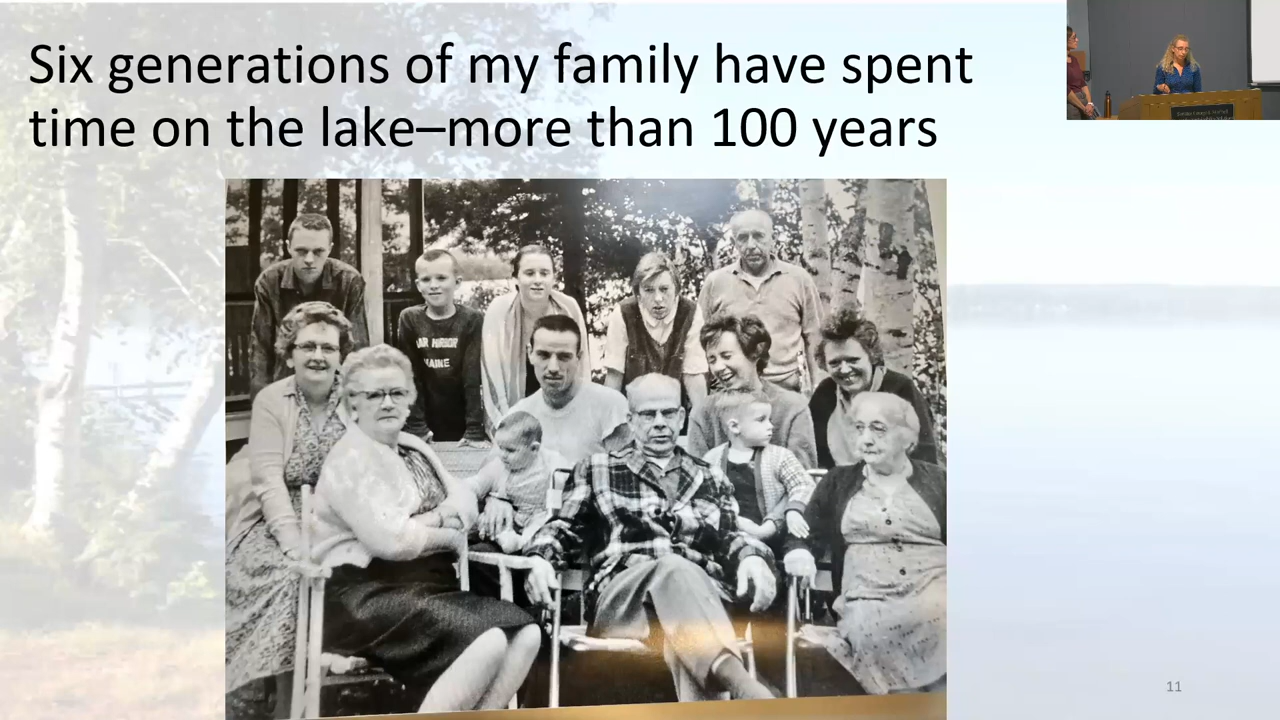 Six generations of my family have spent
time on the lake–more than 100 years
BAR HARBOR
MAINE
11